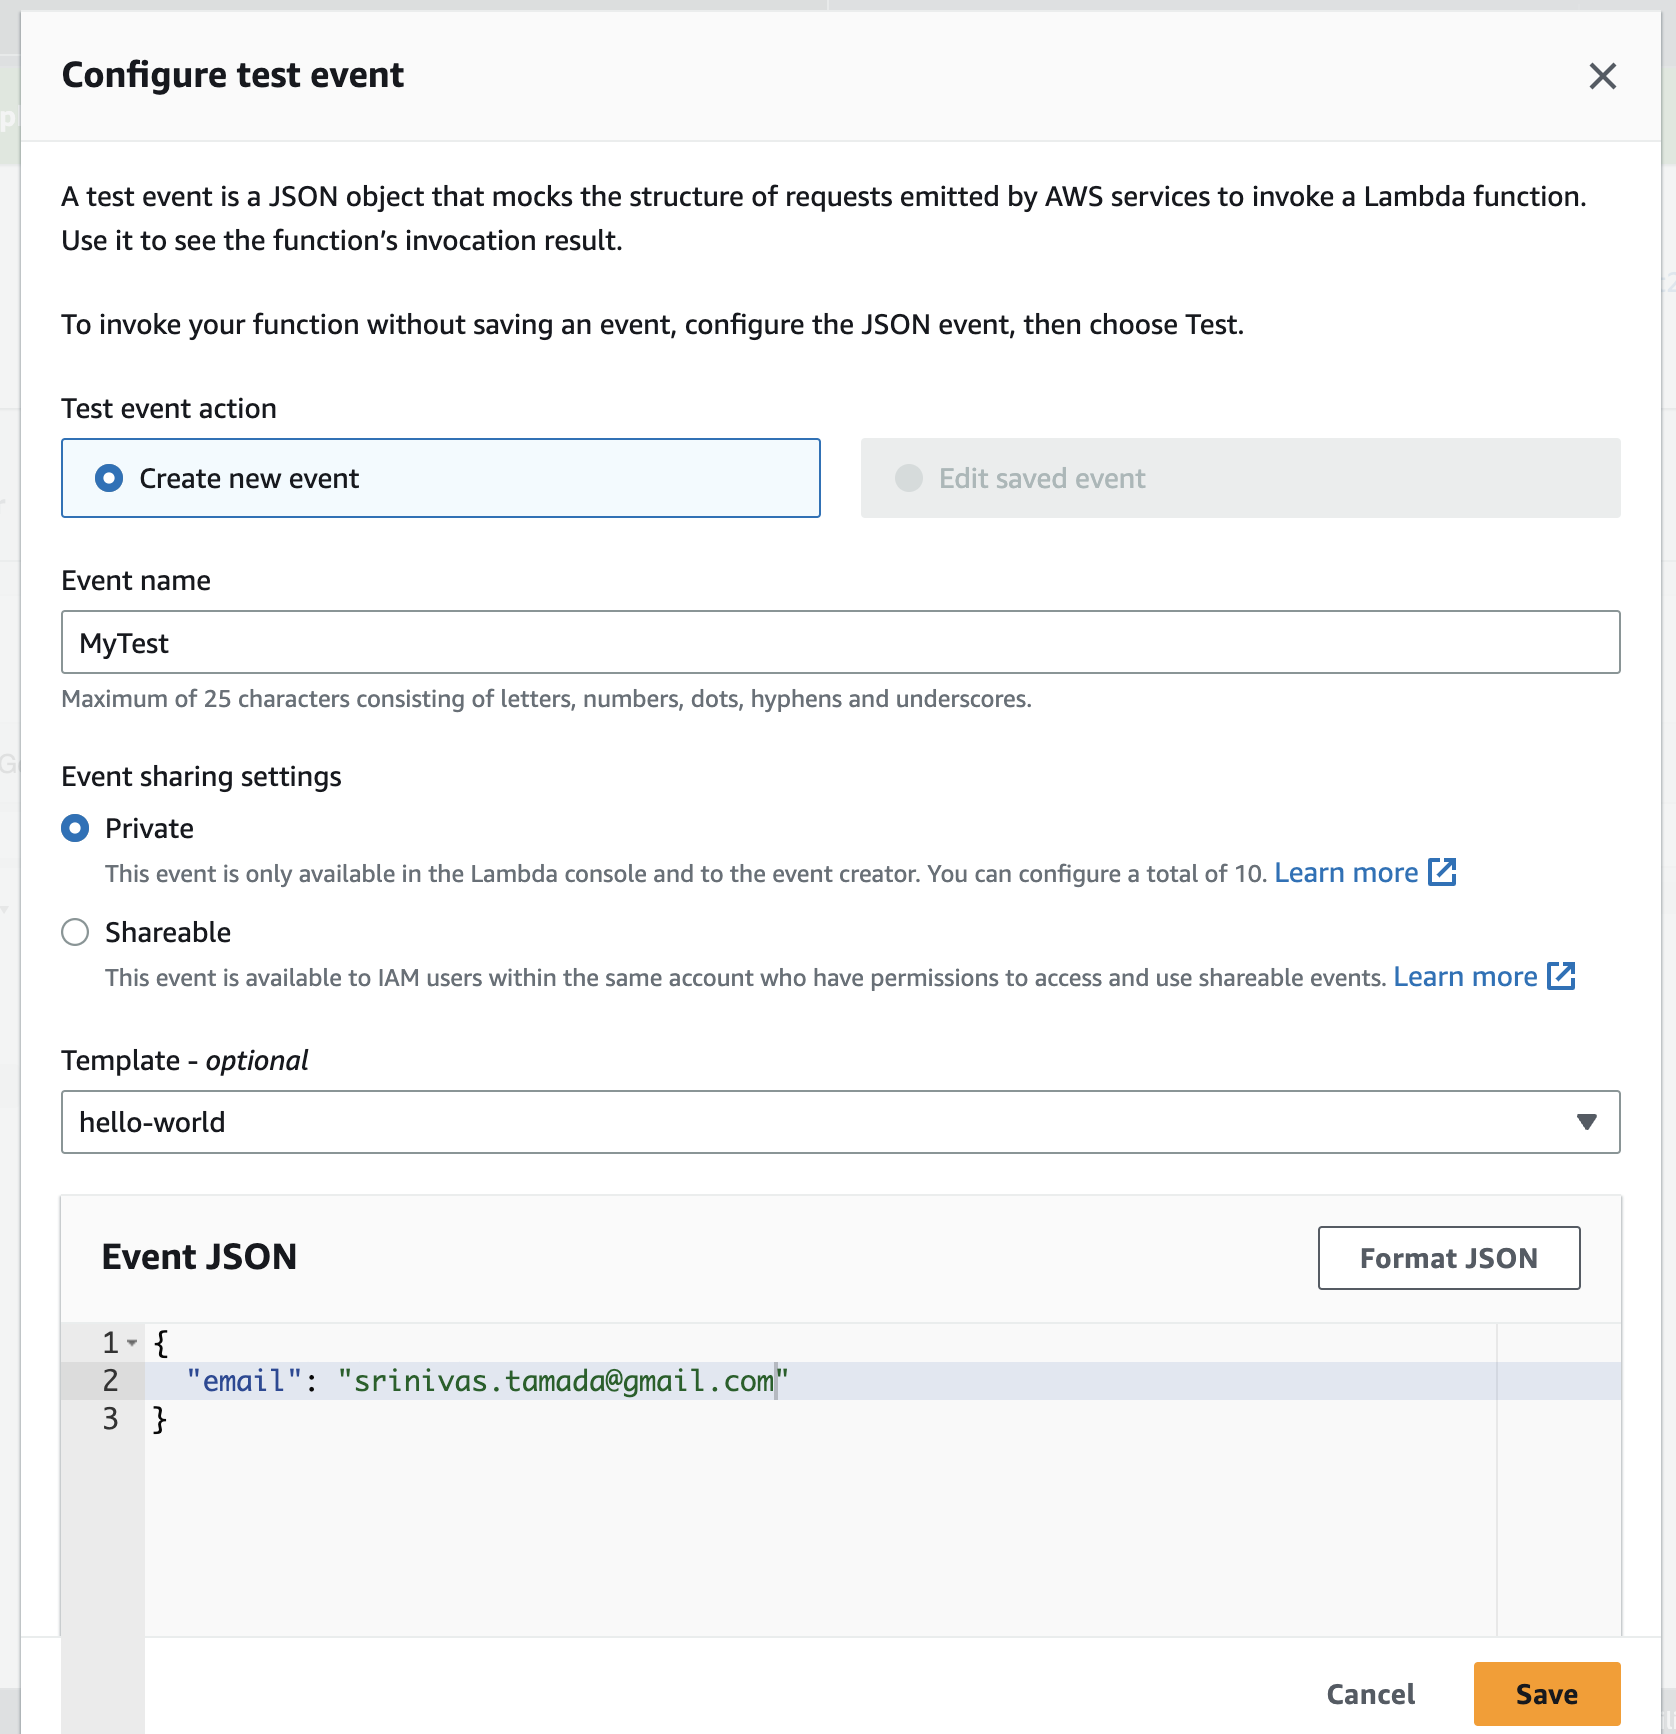 Configure test event
A test event is a JSON object that mocks the structure of requests emitted by AWS services to invoke a Lambda function.
Use it to see the function’s invocation result.
To invoke your function without saving an event, configure the JSON event, then choose Test.
Test event action
Create new event
Edit saved event
Event name
MyTest
Maximum of 25 characters consisting of letters, numbers, dots, hyphens and underscores.
Event sharing settings
Private
This event is only available in the Lambda console and to the event creator. You can configure a total of 10. Learn more
Shareable
This event is available to IAM users within the same account who have permissions to access and use shareable events. Learn more
Template - optional
hello-world
Event JSON
Format JSON
1 {
2 "email": "srinivas.tamada@gmail.com"
3 }
Cancel
Save